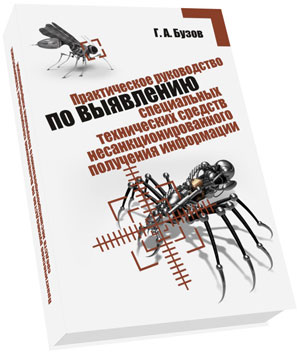 Г. А. Бузов
Практическое руководство
ПО ВЫЯВЛЕНИЮ
специальных
технических средств
несанкционированного
получения информации